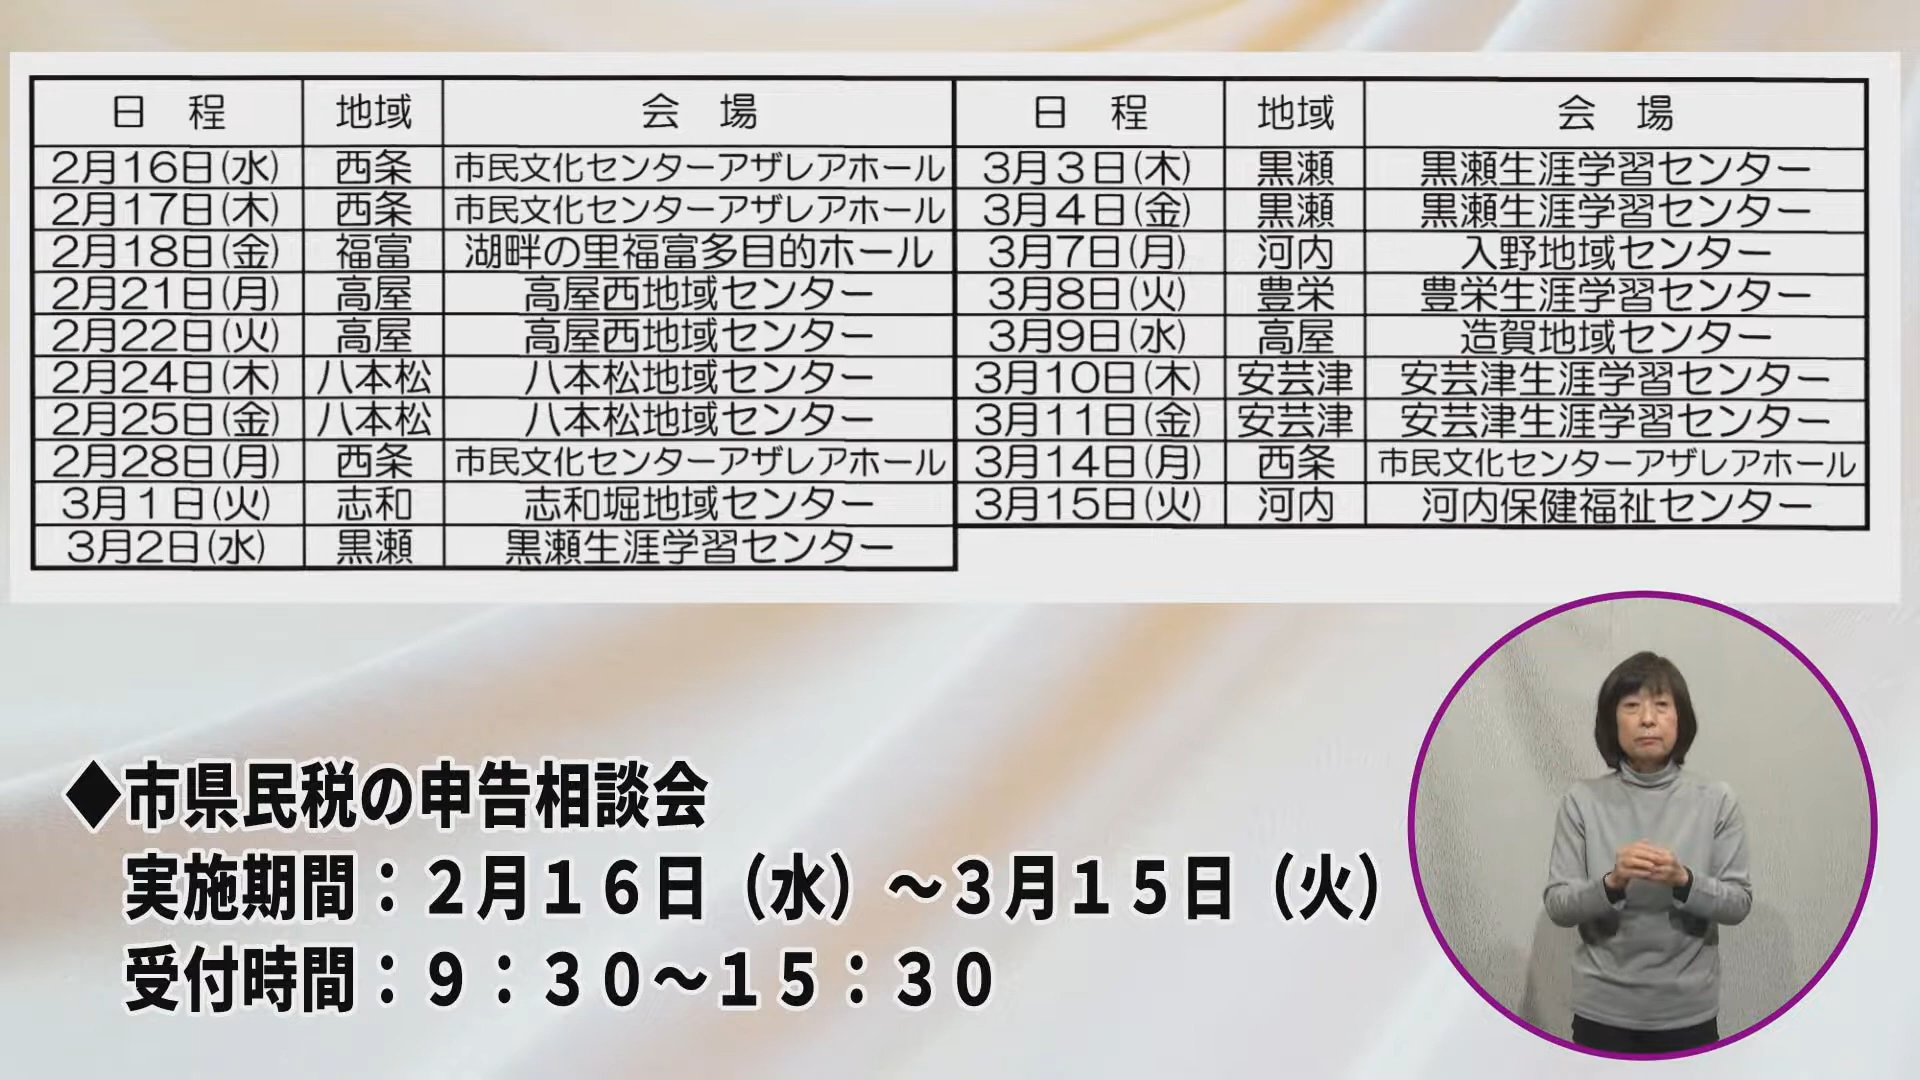 日　程　地域　会　場
2月16日(水)　西条　市民文化センターアザレアホール
2月17日(木)　西条　市民文化センターアザレアホール
2月18日(金)　福富　湖畔の里福富多目的ホール
2月21日(月)　高屋　高屋西地域センター
2月22日(火)　高屋　高屋西地域センター
2月24日(木)　八本松　八本松地域センター
2月25日(金)　八本松　八本松地域センター
2月28日(月)　西条　市民文化センターアザレアホール
3月1日(火)　志和　志和堀地域センター
3月2日(水)　黒瀬　黒瀬生涯学習センター
日　程　地域　会　場
3月3日(木)　黒瀬　黒瀬生涯学習センター
3月4日(金)　黒瀬　黒瀬生涯学習センター
3月7日(月)　河内　入野地域センター
3月8日(火)　豊栄　豊栄生涯学習センター
3月9日(水)　高屋　造賀地域センター
3月10日(木)　安芸津　安芸津生涯学習センター
3月11日(金)　安芸津　安芸津生涯学習センター
3月14日(月)　西条　市民文化センターアザレアホール
3月15日(火)　河内　河内保健福祉センター
◆市県民税の申告相談会
実施期間：２月１６日（水）～３月１５日（火）
受付時間：９：３０～１５：３０